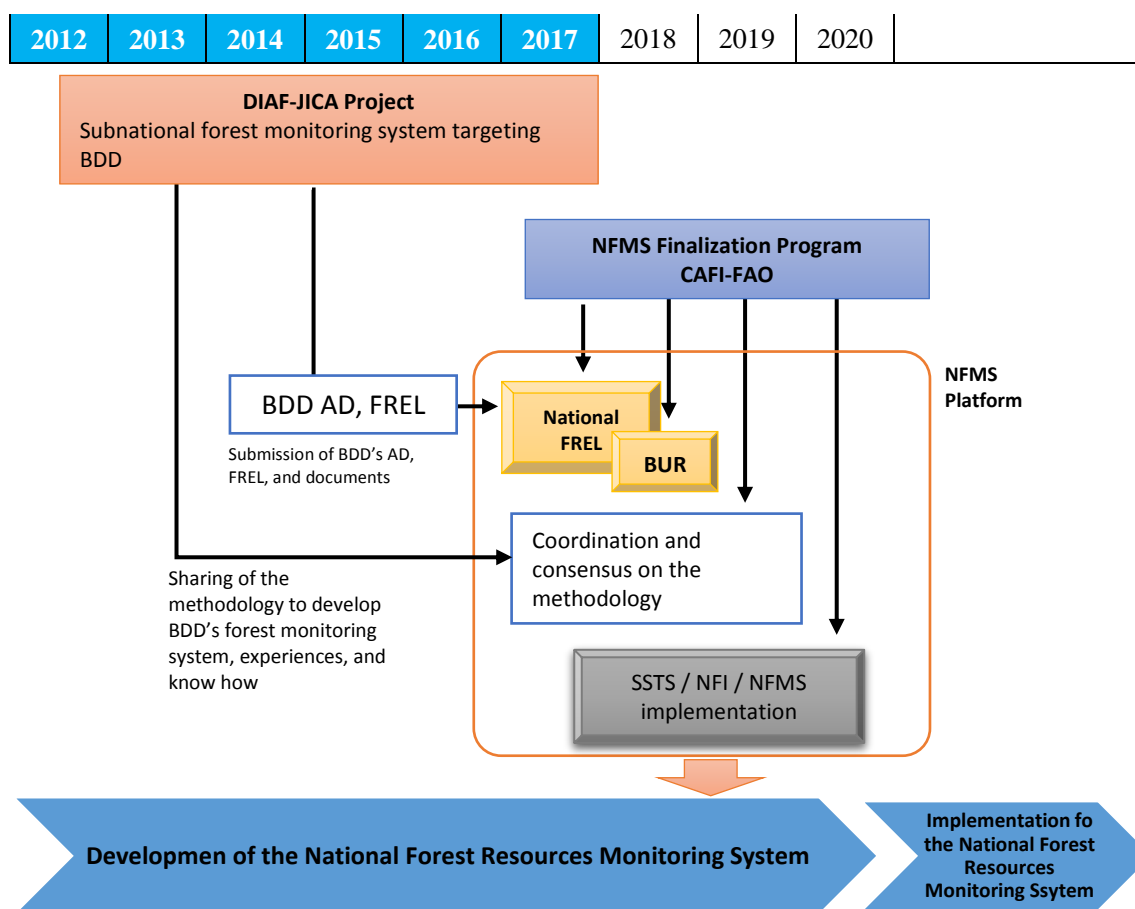 2012 2013 2014 2015 2016 2017 2018 2019 2020
DIAF-JICA Project
Subnational forest monitoring system targeting
BDD
NFMS Finalization Program
CAFI-FAO
NFMS
Platform
BDD AD, FREL
Submission of BDD's AD,
FREL, and documents
National
FREL
BUR
Coordination and
consensus on the
methodology
Sharing of the
methodology to develop
BDD's forest monitoring
system, experiences, and
know how
SSTS / NFI / NFMS
implementation
Developmen of the National Forest Resources Monitoring System
Implementation fo
the National Forest
Resources
Monitoring Ssytem